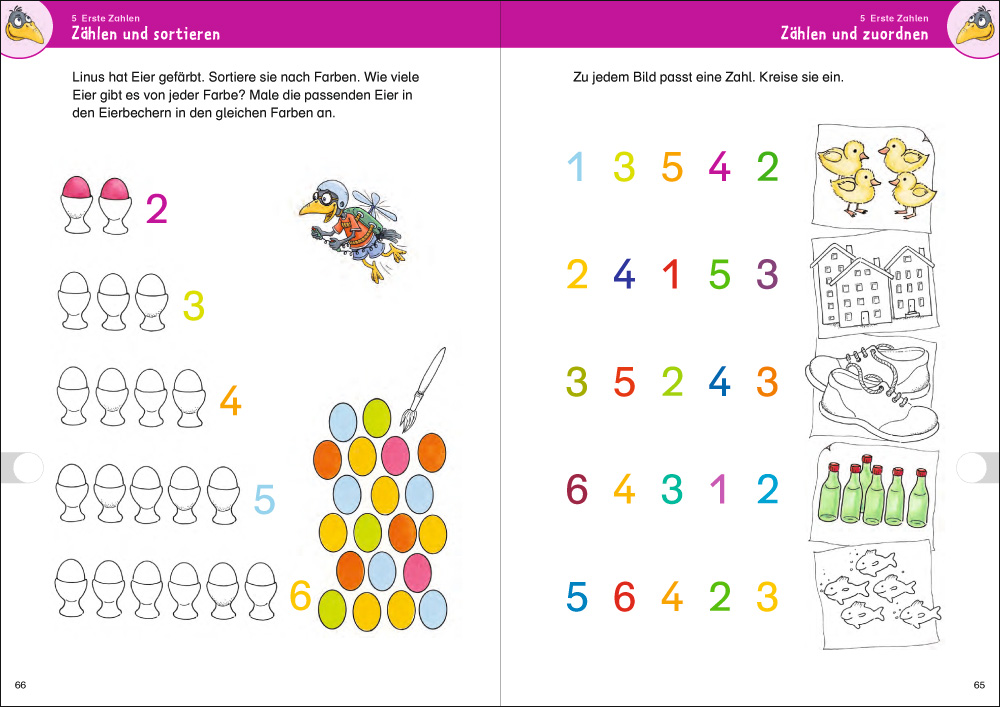 5 Erste Zahlen
Zählen und sortieren
Linus hat Eier gefärbt. Sortiere sie nach Farben. Wie viele
Eier gibt es von jeder Farbe? Male die passenden Eier in
den Eierbechern in den gleichen Farben an.
2
3
4
5
6
66
5 Erste Zahlen
Zählen und zuordnen
Zu jedem Bild passt eine Zahl. Kreise sie ein.
1 3 5 4 2
2 4 1 5 3
3 5 2 4 3
6 4 3 1 2
5 6 4 2 3
65